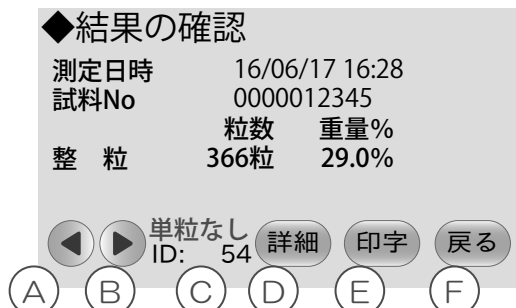 ◆結果の確認
測定日時 16/06/17 16:28
試料No 0000012345
粒数 重量%
整 粒 366粒 29.0%
単粒なし
ID: 54 詳細 印字 戻る
A B C D E F